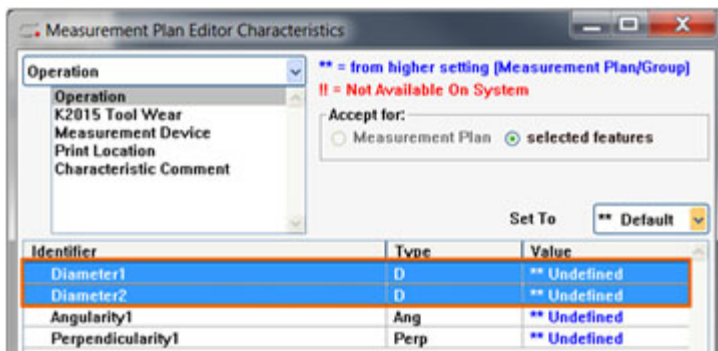 Measurement Plan Editor Characteristics
Operation
** = from higher setting (Measurement Plan/Group)
!! = Not Available On System
Operation
K2015 Tool Wear
Measurement Device
Print Location
Characteristic Comment
Accept for:
Measurement Plan selected features
Set To ** Default
Identifier Type Value
Diameter1 D ** Undefined
Diameter2 D ** Undefined
Angularity1 Ang ** Undefined
Perpendicularity1 Perp ** Undefined